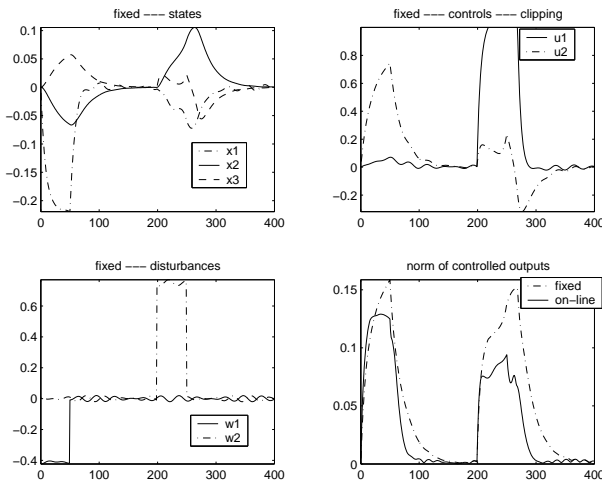 fixed −−− states
0.1
0.05
0
−0.05
−0.1
−0.15
−0.2
x1
x2
x3
0 100 200 300 400
fixed −−− controls −−− clipping
0.8
0.6
0.4
0.2
0
−0.2
u1
u2
0 100 200 300 400
fixed −−− disturbances
0.6
0.4
0.2
0
−0.2
−0.4
w1
w2
0 100 200 300 400
norm of controlled outputs
0.15
0.1
0.05
0
fixed
on−line
0 100 200 300 400